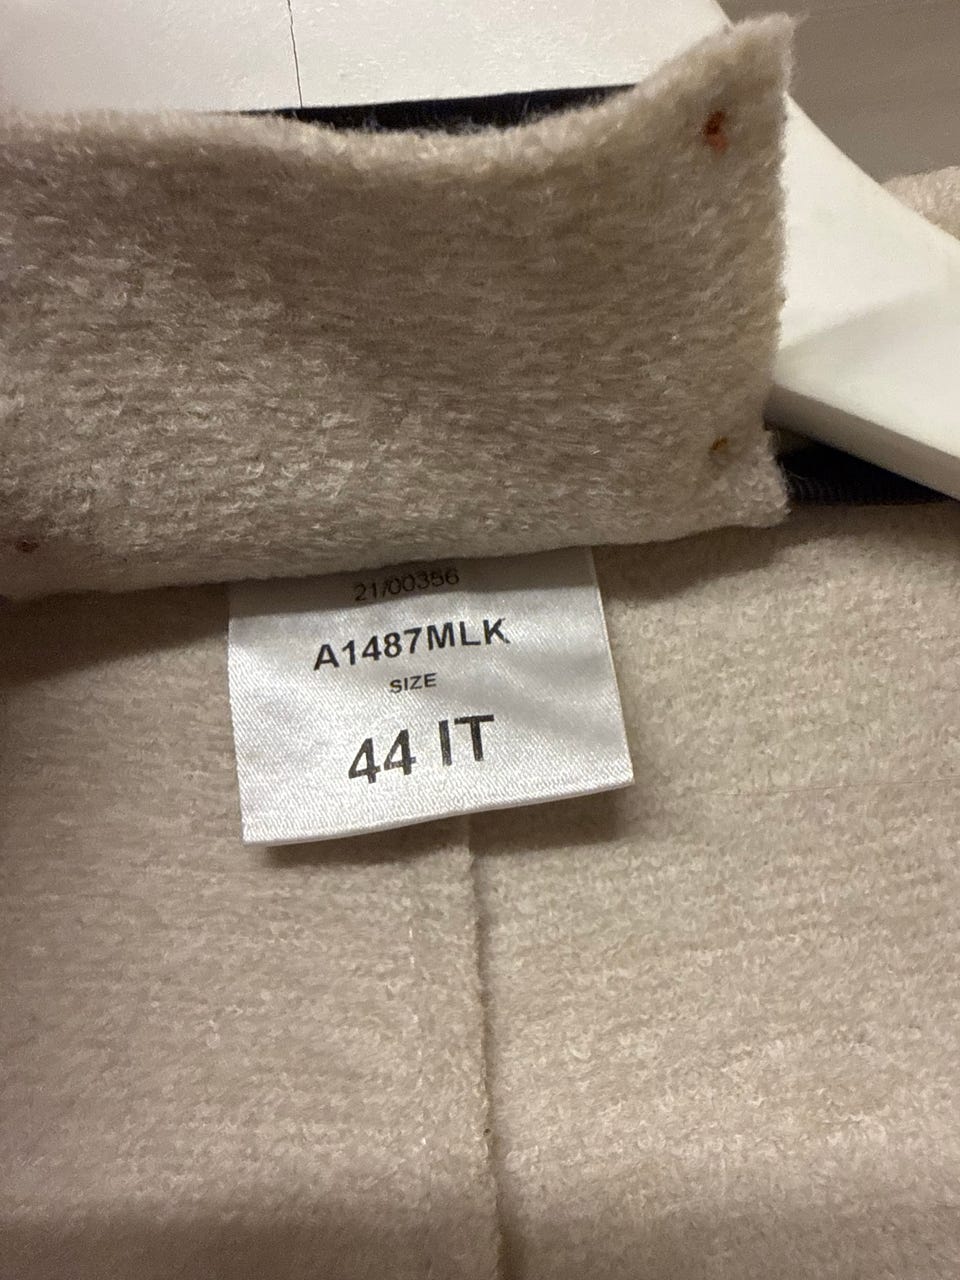 21/00356
A1487MLK
SIZE
44 IT